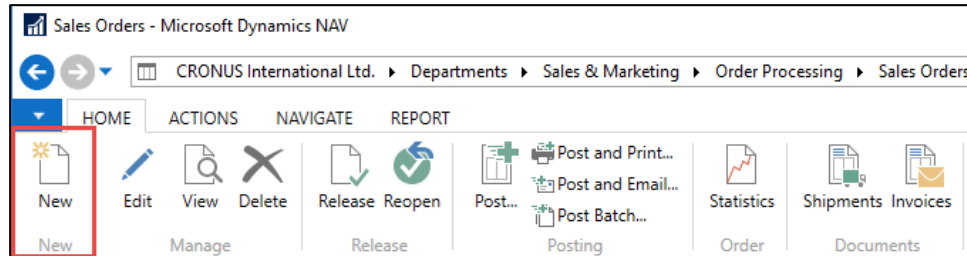 Sales Orders - Microsoft Dynamics NAV
CRONUS International Ltd. ▸ Departments ▸ Sales & Marketing ▸ Order Processing ▸ Sales Orders
HOME ACTIONS NAVIGATE REPORT
Post and Print...
Post and Email...
New Edit View Delete Release Reopen Post... Statistics Shipments Invoices
Post Batch...
New Manage Release Posting Order Documents